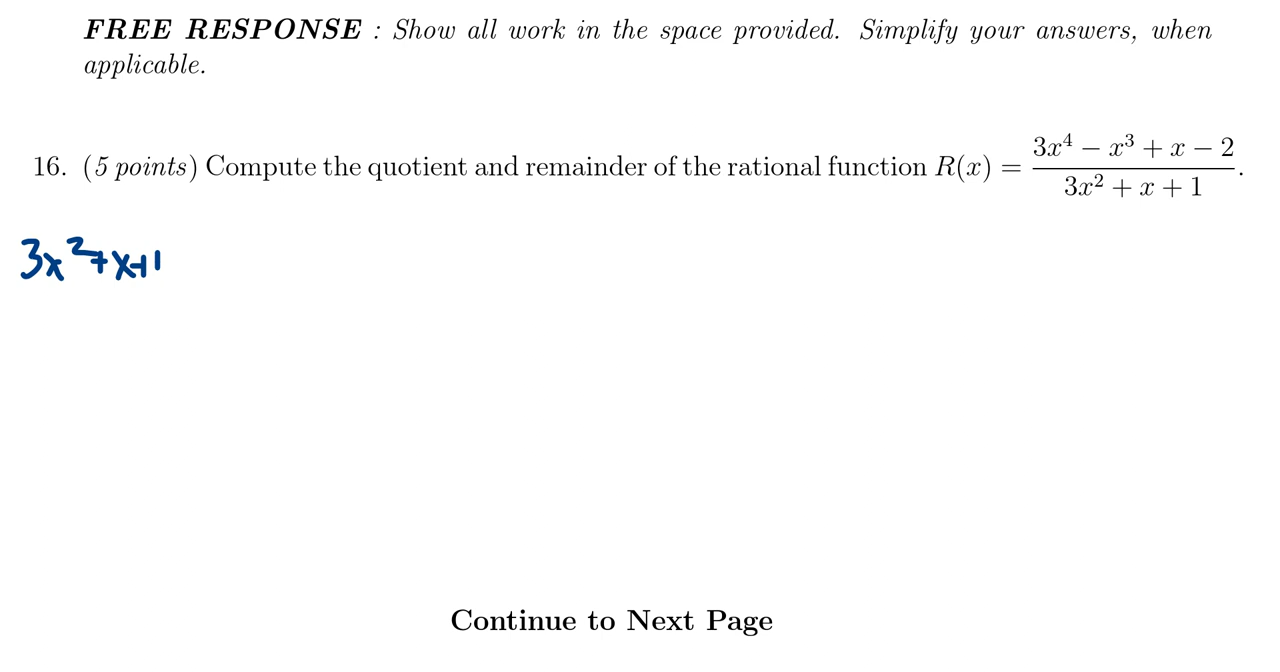 FREE RESPONSE : Show all work in the space provided. Simplify your answers, when
applicable.
16. (5 points) Compute the quotient and remainder of the rational function R(x) = (3x⁴ − x³ + x − 2)/(3x² + x + 1).
3x²+x+1
Continue to Next Page